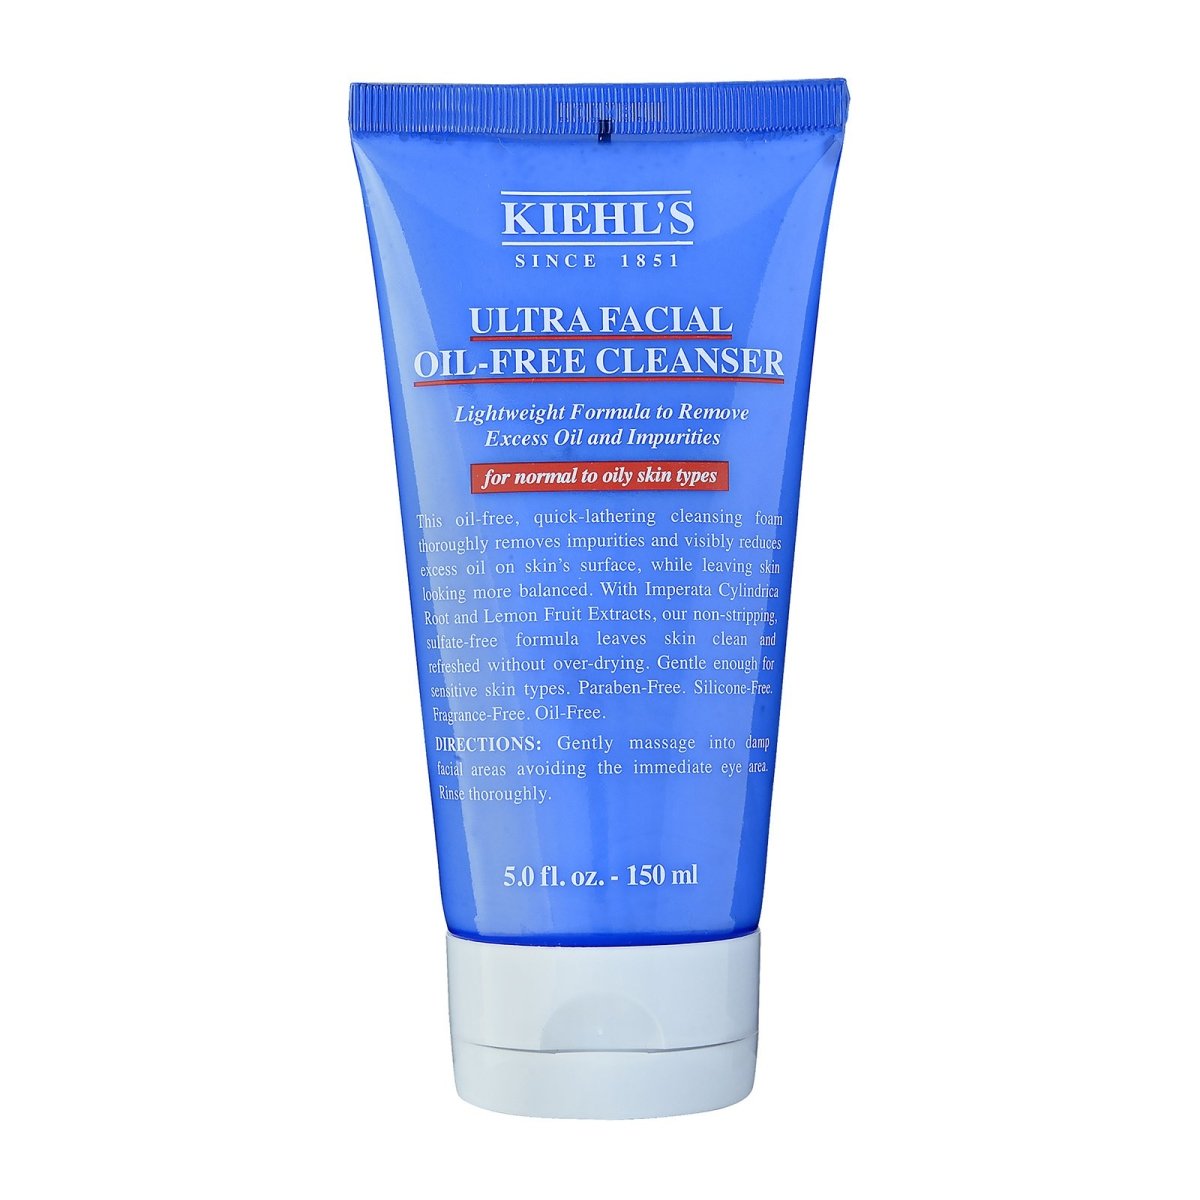 KIEHL'S
SINCE 1851
ULTRA FACIAL
OIL-FREE CLEANSER
Lightweight Formula to Remove
Excess Oil and Impurities
for normal to oily skin types
This oil-free, quick-lathering cleansing foam
thoroughly removes impurities and visibly reduces
excess oil on skin's surface, while leaving skin
looking more balanced. With Imperata Cylindrica
Root and Lemon Fruit Extracts, our non-stripping,
sulfate-free formula leaves skin clean and
refreshed without over-drying. Gentle enough for
sensitive skin types. Paraben-Free. Silicone-Free.
Fragrance-Free. Oil-Free.
DIRECTIONS: Gently massage into damp
facial areas avoiding the immediate eye area.
Rinse thoroughly.
5.0 fl. oz. - 150 ml